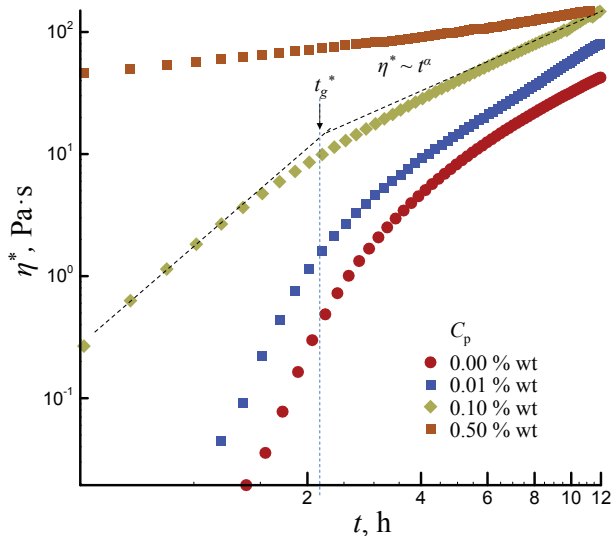 10²
η* ~ tᵅ
t_g*
10¹
η*, Pa·s
10⁰
C_p
0.00 % wt
0.01 % wt
10⁻¹
0.10 % wt
0.50 % wt
2 4 6 8 10 12
t, h